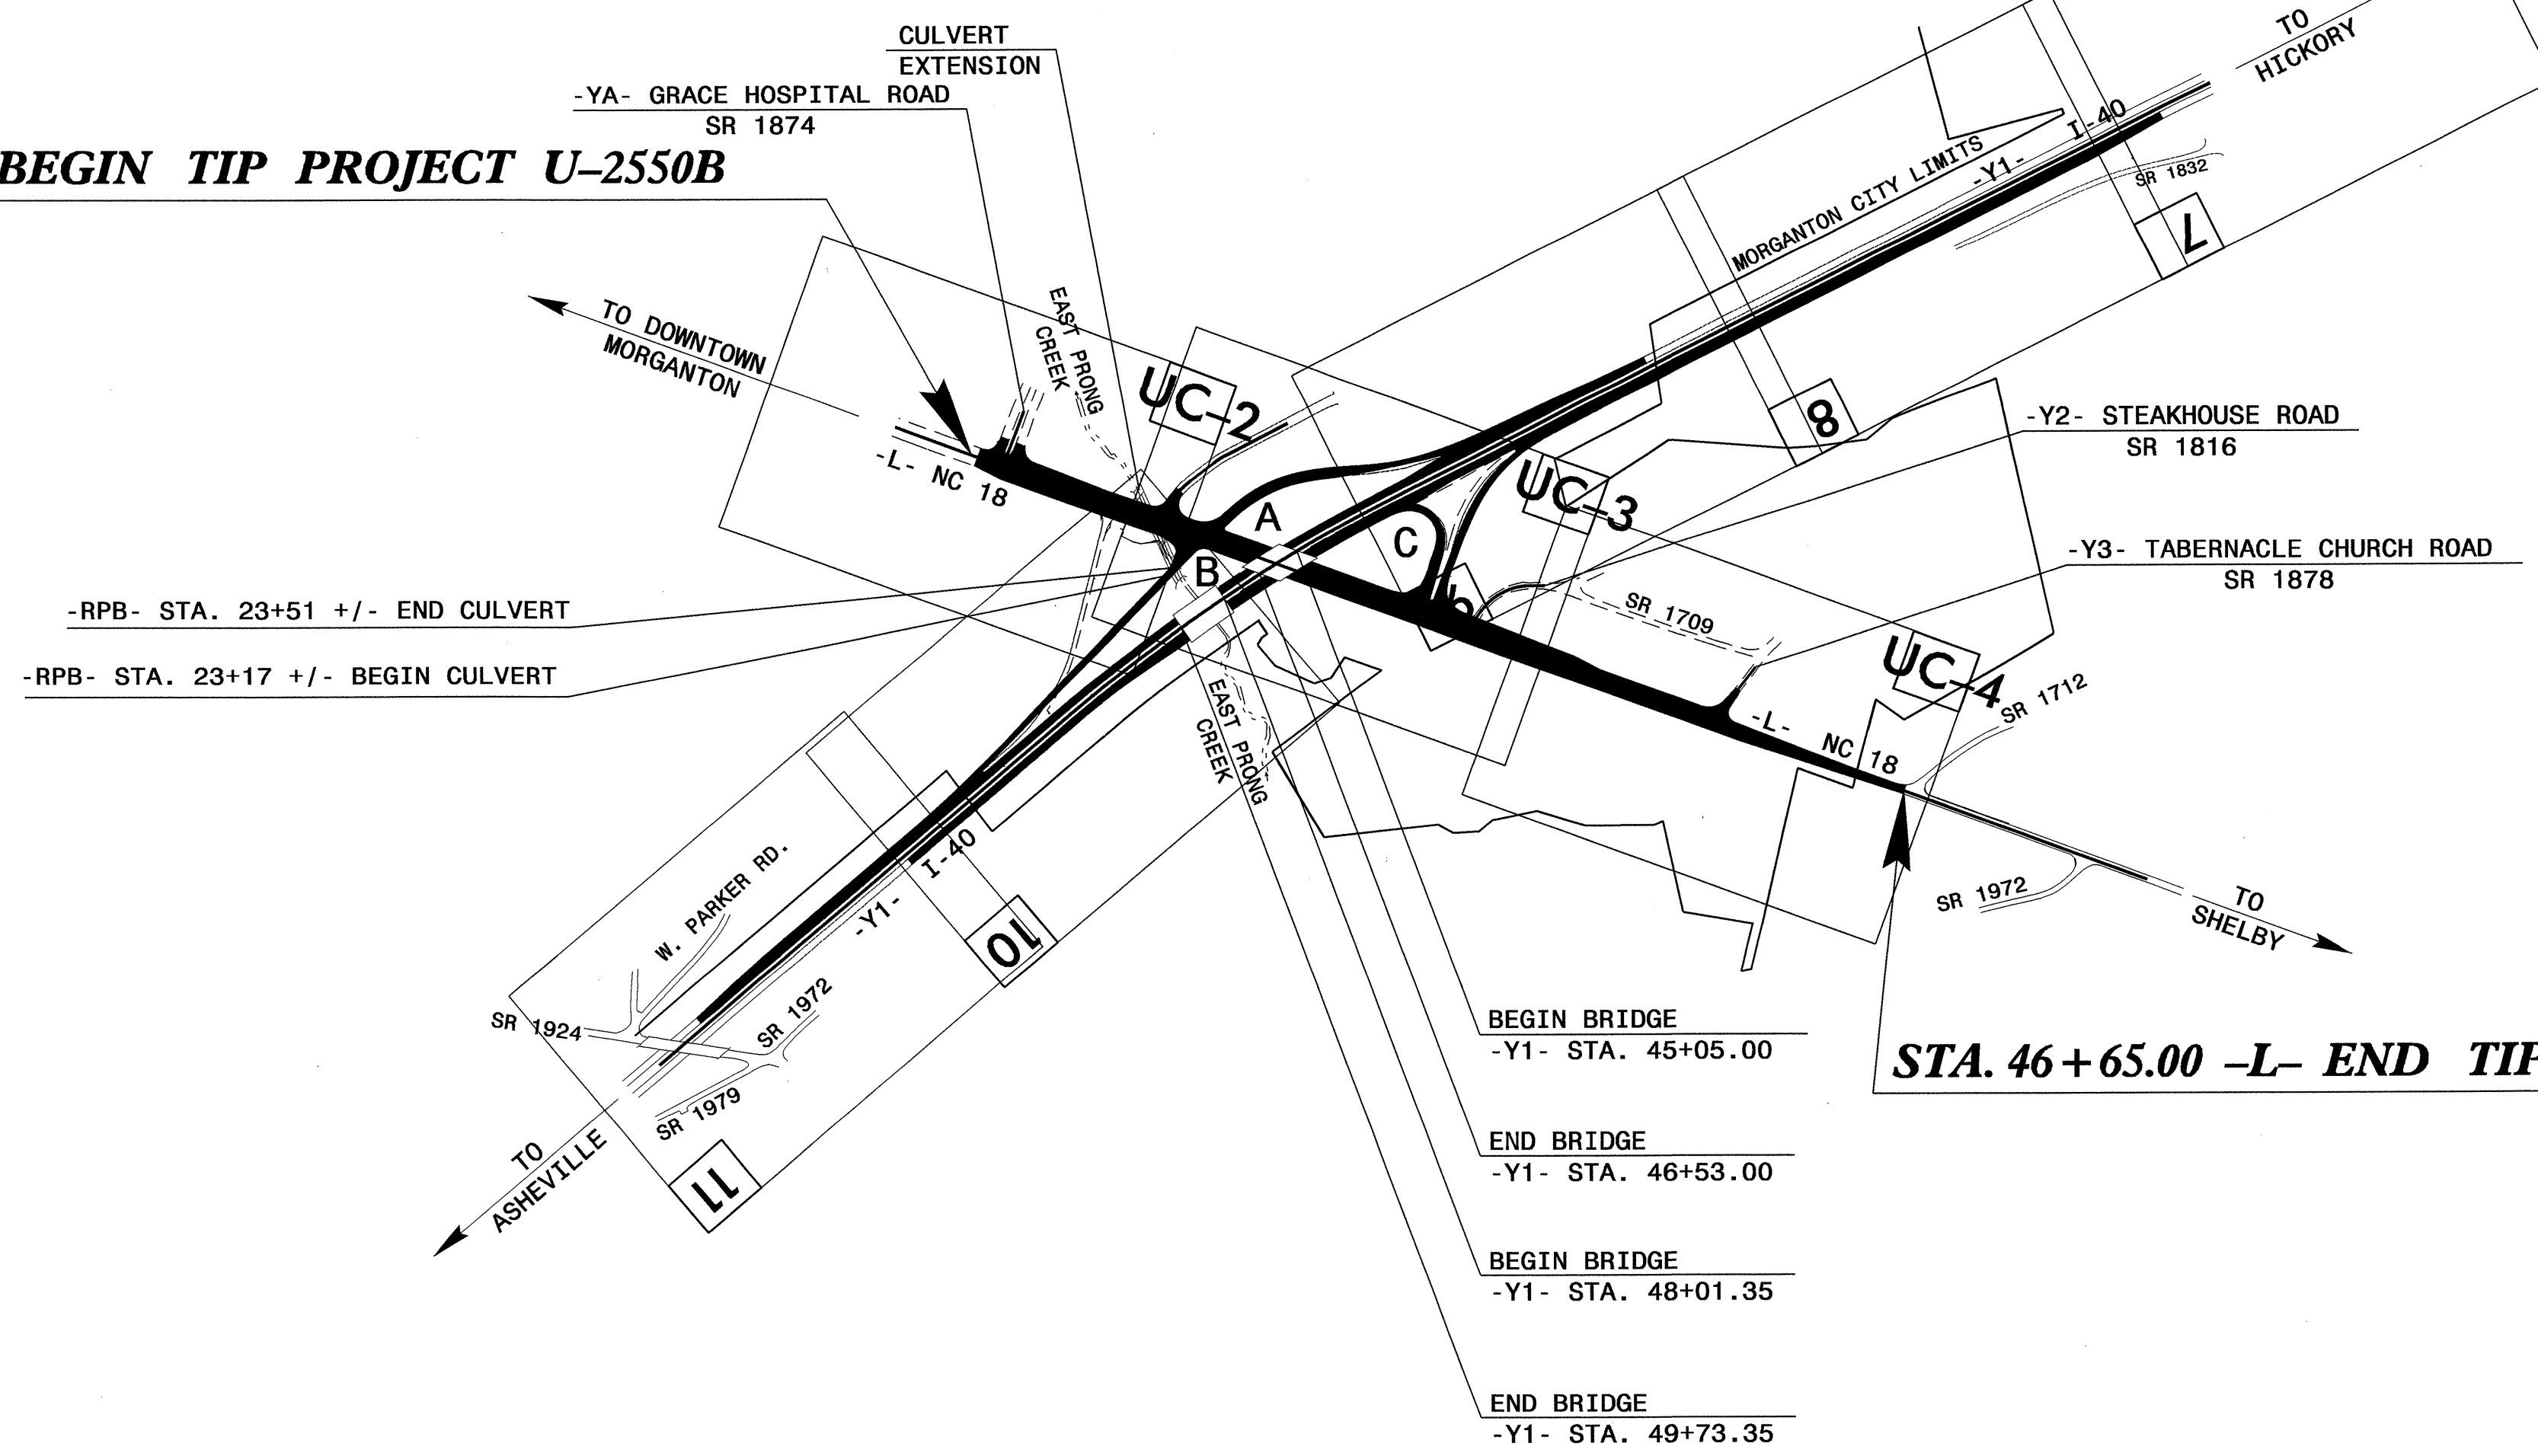 CULVERT
EXTENSION
-YA- GRACE HOSPITAL ROAD
SR 1874
BEGIN TIP PROJECT U–2550B
TO
HICKORY
I-40
-Y1-
MORGANTON CITY LIMITS
SR 1832
7
8
TO DOWNTOWN
MORGANTON
EAST PRONG
CREEK
UC-2
-L- NC 18
A
B
C
UC-3
6
-Y2- STEAKHOUSE ROAD
SR 1816
-Y3- TABERNACLE CHURCH ROAD
SR 1878
SR 1709
UC-4
SR 1712
-L- NC 18
-RPB- STA. 23+51 +/- END CULVERT
-RPB- STA. 23+17 +/- BEGIN CULVERT
EAST PRONG
CREEK
SR 1972
TO
SHELBY
I-40
-Y1-
W. PARKER RD.
10
SR 1972
SR 1924
SR 1979
TO
ASHEVILLE
11
BEGIN BRIDGE
-Y1- STA. 45+05.00
STA. 46+65.00 –L– END TIP
END BRIDGE
-Y1- STA. 46+53.00
BEGIN BRIDGE
-Y1- STA. 48+01.35
END BRIDGE
-Y1- STA. 49+73.35